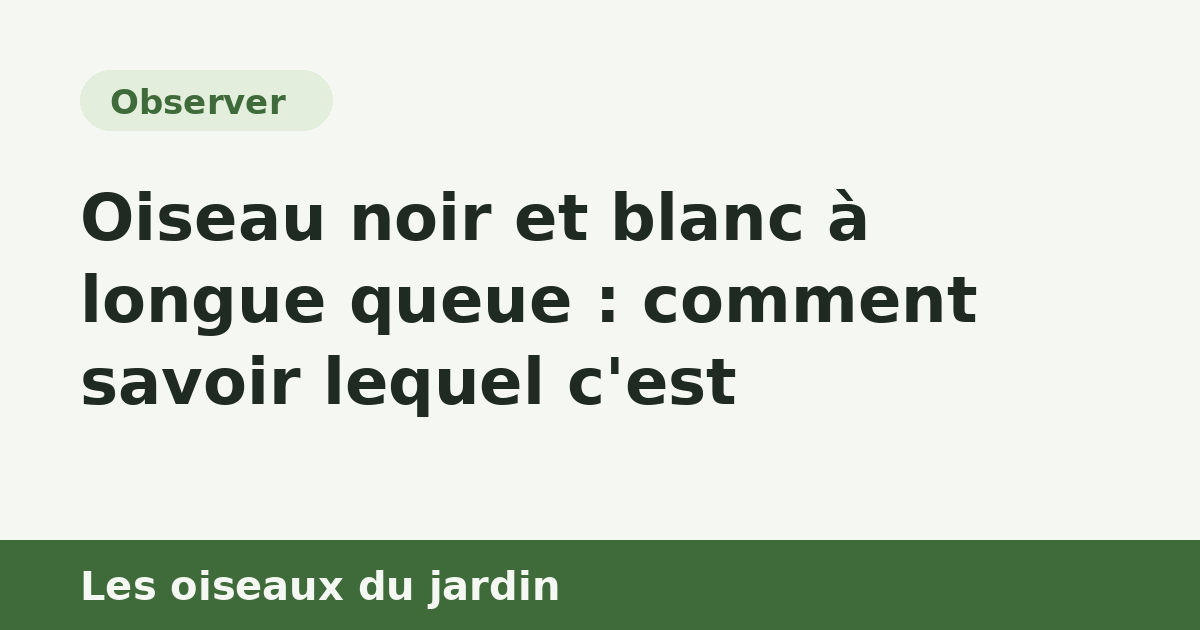 Observer
Oiseau noir et blanc à
longue queue : comment
savoir lequel c'est
Les oiseaux du jardin